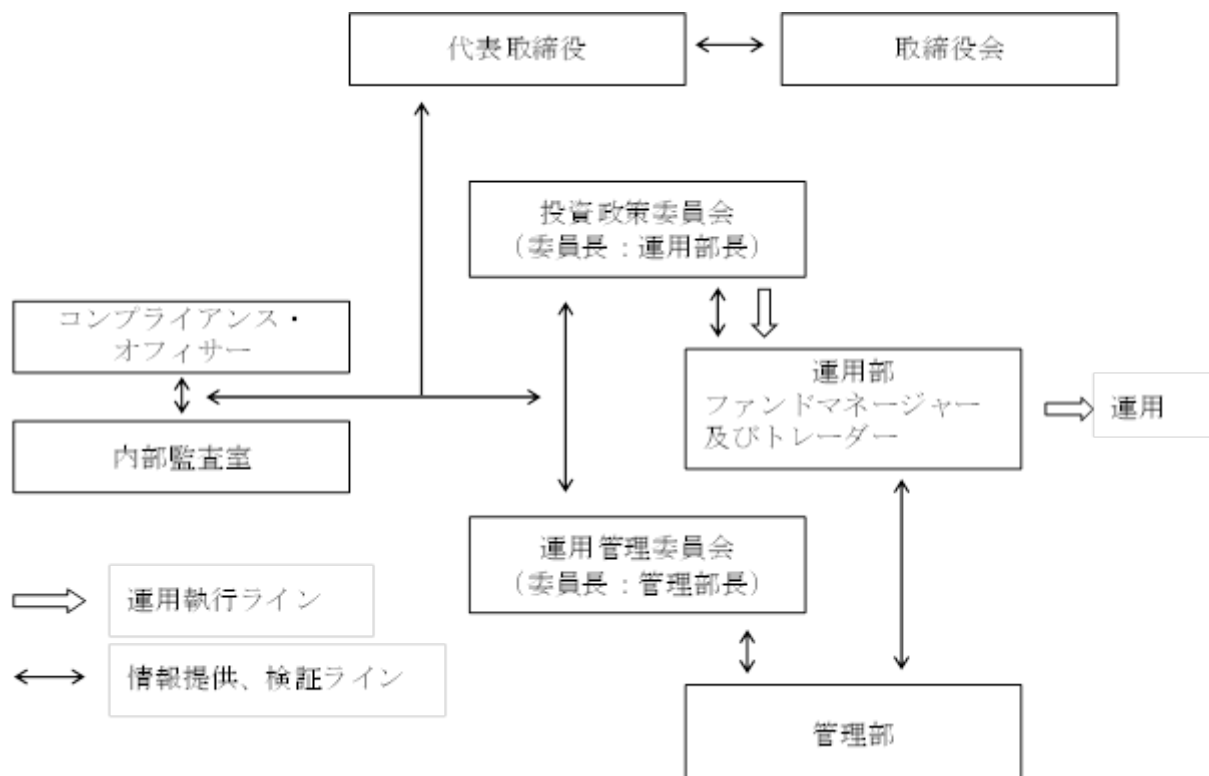 代表取締役
取締役会
投資政策委員会
(委員長：運用部長)
コンプライアンス・
オフィサー
運用部
ファンドマネージャー
及びトレーダー
運用
内部監査室
運用管理委員会
(委員長：管理部長)
運用執行ライン
情報提供、検証ライン
管理部